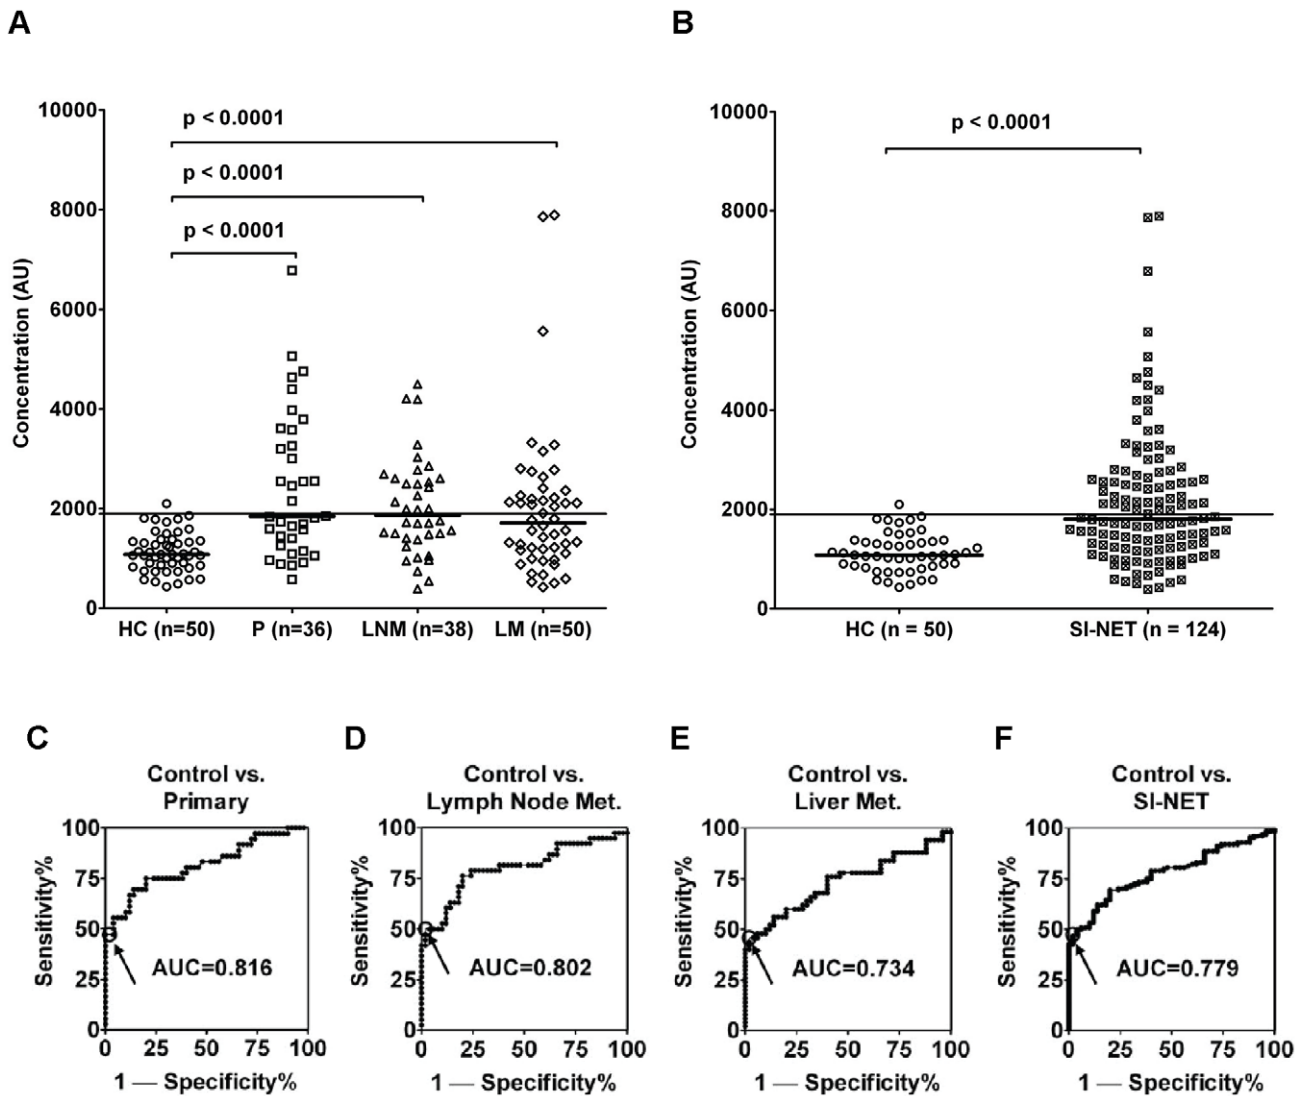 A
B
10000
8000
6000
4000
2000
0
Concentration (AU)
p < 0.0001
p < 0.0001
p < 0.0001
HC (n=50) P (n=36) LNM (n=38) LM (n=50)
10000
8000
6000
4000
2000
0
Concentration (AU)
p < 0.0001
HC (n = 50) SI-NET (n = 124)
C
Control vs.
Primary
100
75
50
25
0
Sensitivity%
AUC=0.816
0 25 50 75 100
1 — Specificity%
D
Control vs.
Lymph Node Met.
100
75
50
25
0
Sensitivity%
AUC=0.802
0 25 50 75 100
1 — Specificity%
E
Control vs.
Liver Met.
100
75
50
25
0
Sensitivity%
AUC=0.734
0 25 50 75 100
1 — Specificity%
F
Control vs.
SI-NET
100
75
50
25
0
Sensitivity%
AUC=0.779
0 25 50 75 100
1 — Specificity%